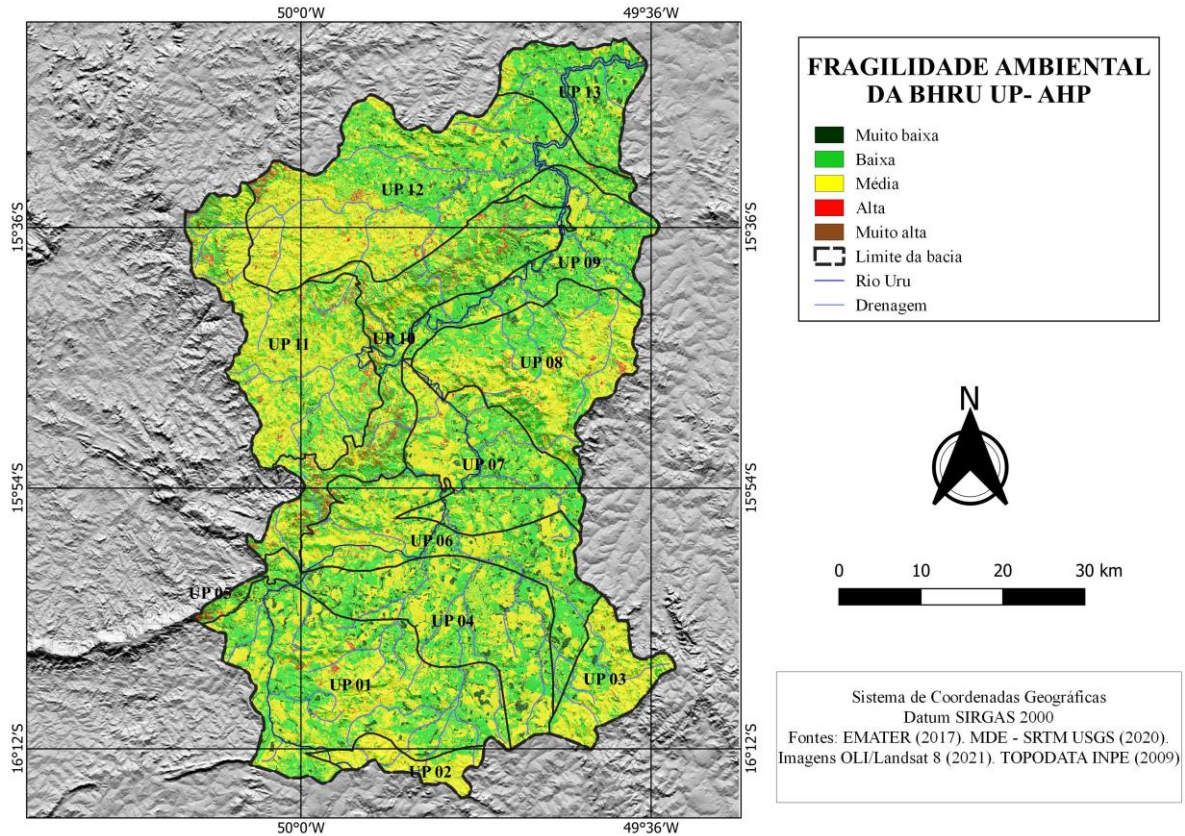 50°0'W
49°36'W
FRAGILIDADE AMBIENTAL
DA BHRU UP- AHP
Muito baixa
Baixa
Média
Alta
Muito alta
Limite da bacia
Rio Uru
Drenagem
UP 13
UP 12
15°36'S
15°36'S
UP 09
UP 11
UP 10
UP 08
N
UP 07
15°54'S
15°54'S
UP 06
0 10 20 30 km
UP 05
UP 04
UP 01
UP 03
Sistema de Coordenadas Geográficas
Datum SIRGAS 2000
Fontes: EMATER (2017). MDE - SRTM USGS (2020).
Imagens OLI/Landsat 8 (2021). TOPODATA INPE (2009)
16°12'S
16°12'S
UP 02
50°0'W
49°36'W